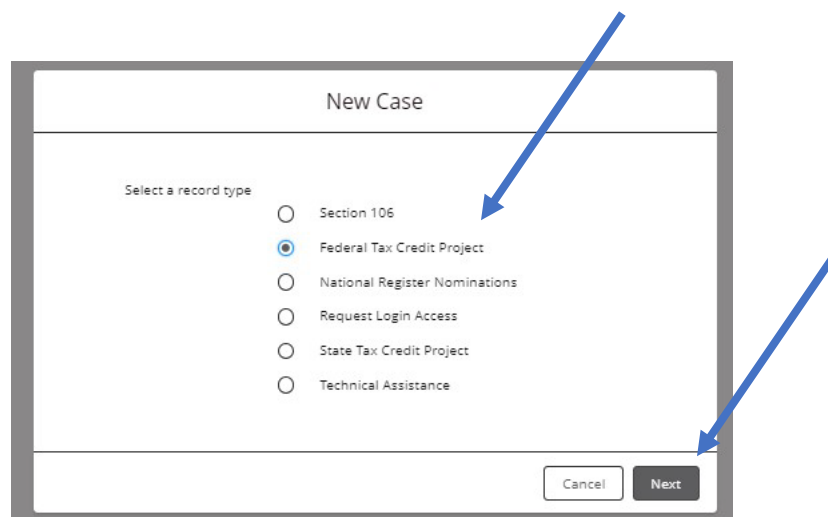 New Case
Select a record type
Section 106
Federal Tax Credit Project
National Register Nominations
Request Login Access
State Tax Credit Project
Technical Assistance
Cancel Next